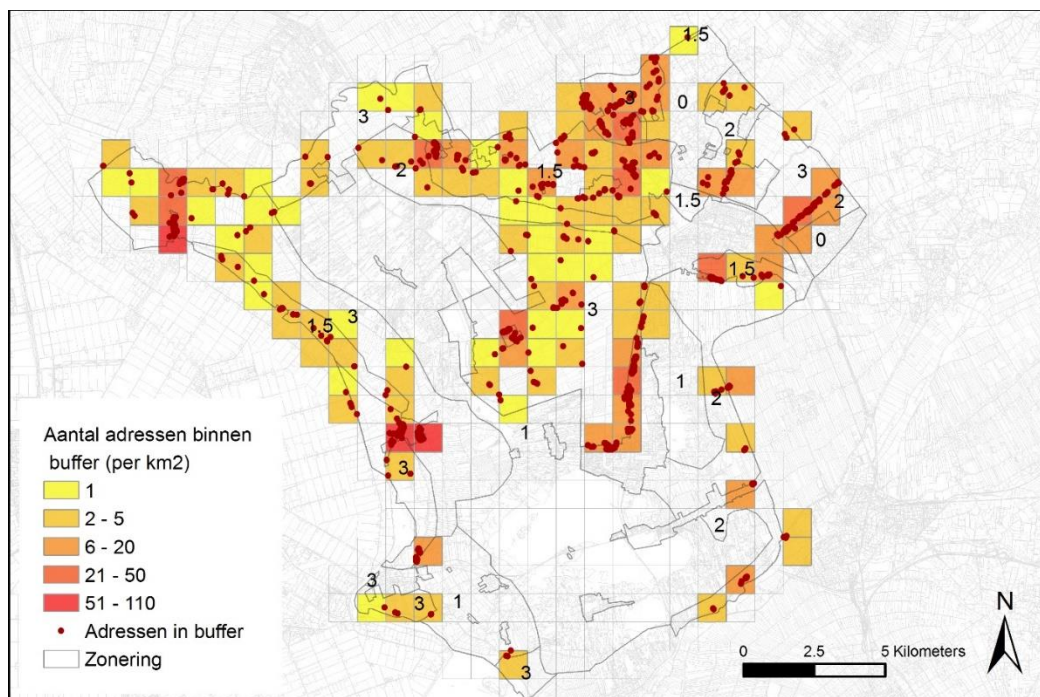 1.5
3
0
3
2
2
1.5
3
1.5
2
0
1.5
3
3
1.5
1
2
1
3
2
3
3
1
3
Aantal adressen binnen
buffer (per km2)
1
2 - 5
6 - 20
21 - 50
51 - 110
Adressen in buffer
Zonering
N
0 2.5 5 Kilometers